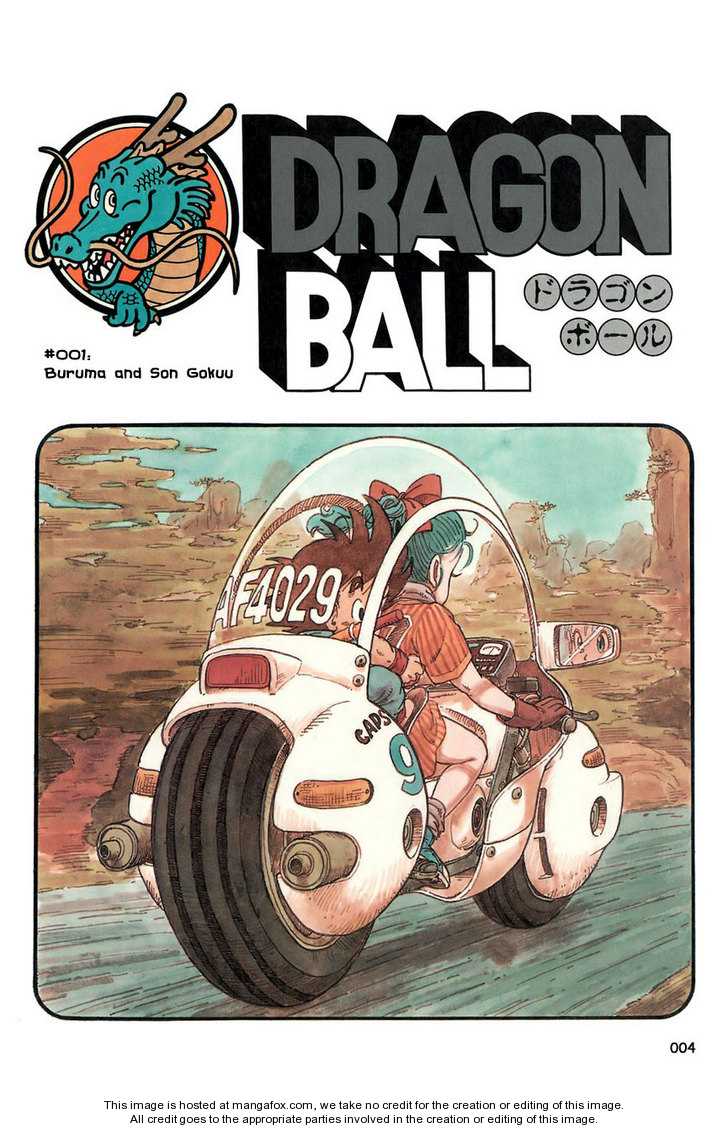 DRAGON
BALL
ドラゴン
ボール
#001:
Buruma and Son Gokuu
AF4029
CAPS
9
004
This image is hosted at mangafox.com, we take no credit for the creation or editing of this image.
All credit goes to the appropriate parties involved in the creation or editing of this image.